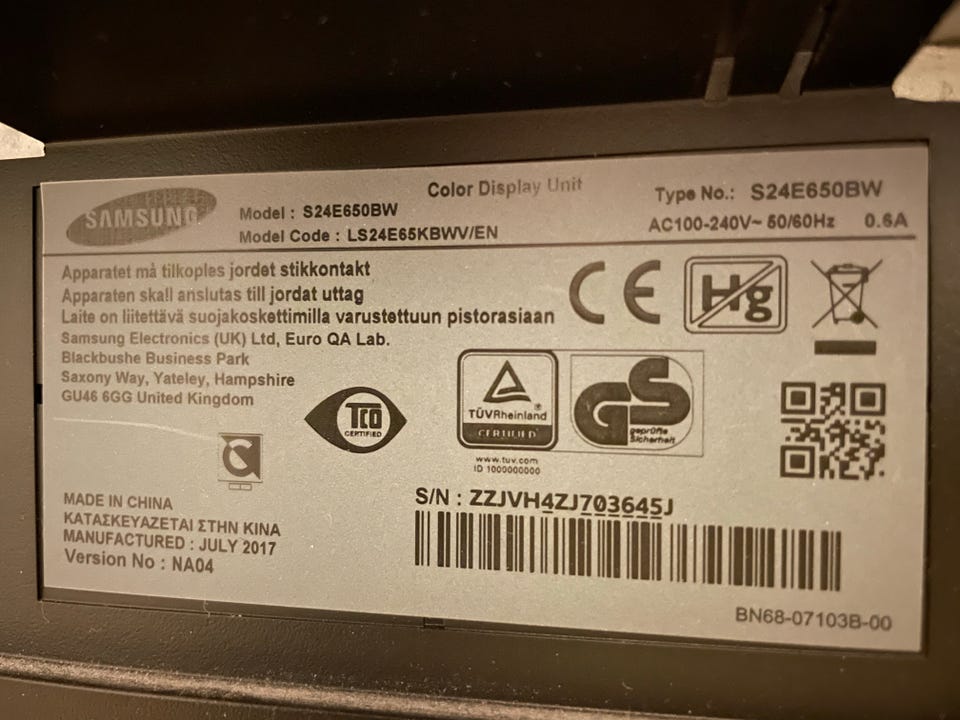 SAMSUNG
Color Display Unit
Model : S24E650BW
Model Code : LS24E65KBWV/EN
Type No.: S24E650BW
AC100-240V~ 50/60Hz 0.6A
Apparatet må tilkoples jordet stikkontakt
Apparaten skall anslutas till jordat uttag
Laite on liitettävä suojakoskettimilla varustettuun pistorasiaan
Samsung Electronics (UK) Ltd, Euro QA Lab.
Blackbushe Business Park
Saxony Way, Yateley, Hampshire
GU46 6GG United Kingdom
CE
Hg
TCO
CERTIFIED
TÜVRheinland
CERTIFIED
www.tuv.com
ID 1000000000
GS
geprüfte
Sicherheit
MADE IN CHINA
ΚΑΤΑΣΚΕΥΑΖΕΤΑΙ ΣΤΗΝ ΚΙΝΑ
MANUFACTURED : JULY 2017
Version No : NA04
S/N : ZZJVH4ZJ703645J
BN68-07103B-00